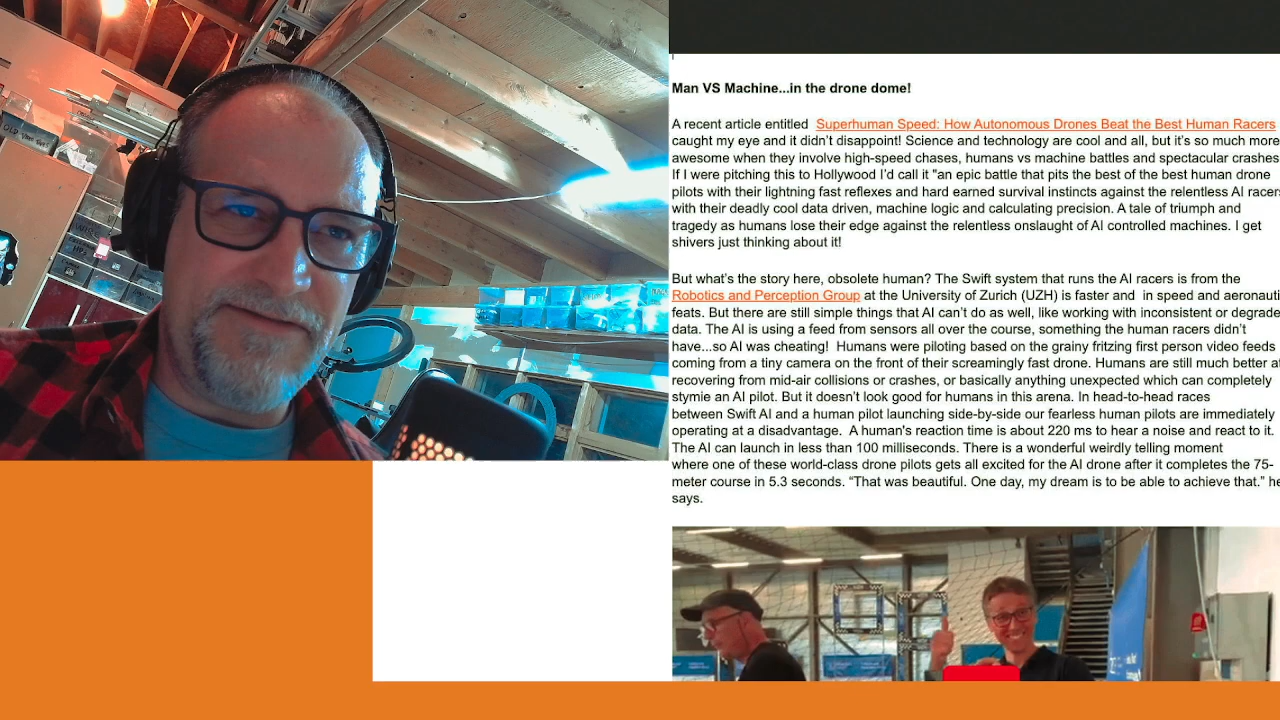 Man VS Machine...in the drone dome!
A recent article entitled Superhuman Speed: How Autonomous Drones Beat the Best Human Racers
caught my eye and it didn't disappoint! Science and technology are cool and all, but it's so much more
awesome when they involve high-speed chases, humans vs machine battles and spectacular crashes
If I were pitching this to Hollywood I'd call it "an epic battle that pits the best of the best human drone
pilots with their lightning fast reflexes and hard earned survival instincts against the relentless AI racers
with their deadly cool data driven, machine logic and calculating precision. A tale of triumph and
tragedy as humans lose their edge against the relentless onslaught of AI controlled machines. I get
shivers just thinking about it!
But what's the story here, obsolete human? The Swift system that runs the AI racers is from the
Robotics and Perception Group at the University of Zurich (UZH) is faster and in speed and aeronauti
feats. But there are still simple things that AI can't do as well, like working with inconsistent or degrade
data. The AI is using a feed from sensors all over the course, something the human racers didn't
have...so AI was cheating! Humans were piloting based on the grainy fritzing first person video feeds
coming from a tiny camera on the front of their screamingly fast drone. Humans are still much better a
recovering from mid-air collisions or crashes, or basically anything unexpected which can completely
stymie an AI pilot. But it doesn't look good for humans in this arena. In head-to-head races
between Swift AI and a human pilot launching side-by-side our fearless human pilots are immediately
operating at a disadvantage. A human's reaction time is about 220 ms to hear a noise and react to it.
The AI can launch in less than 100 milliseconds. There is a wonderful weirdly telling moment
where one of these world-class drone pilots gets all excited for the AI drone after it completes the 75-
meter course in 5.3 seconds. "That was beautiful. One day, my dream is to be able to achieve that." he
says.